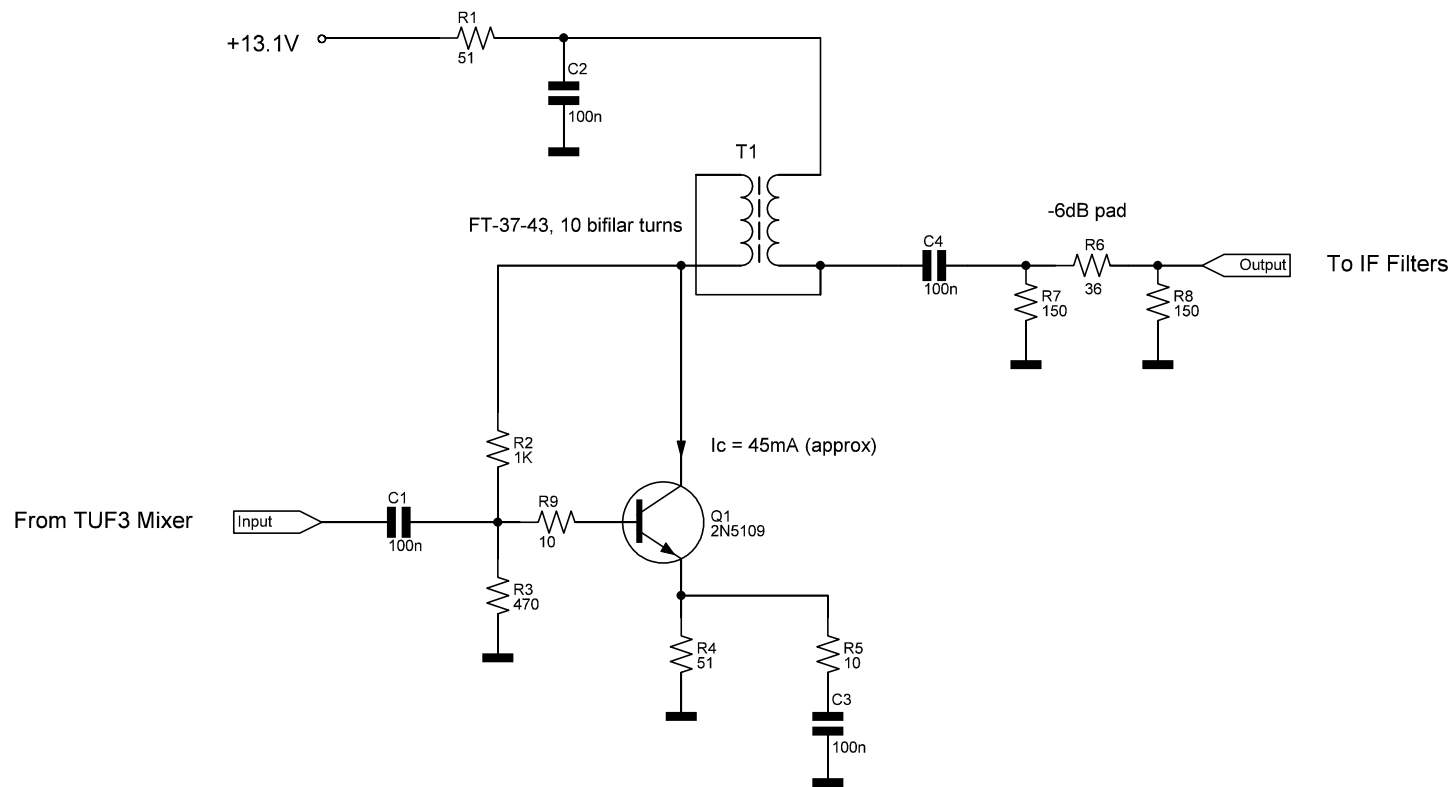 R1
+13.1V
51
C2
100n
T1
-6dB pad
FT-37-43, 10 bifilar turns
C4
R6
Output
To IF Filters
100n
36
R7
150
R8
150
R2
1K
Ic = 45mA (approx)
C1
R9
From TUF3 Mixer
Input
100n
10
Q1
2N5109
R3
470
R4
51
R5
10
C3
100n